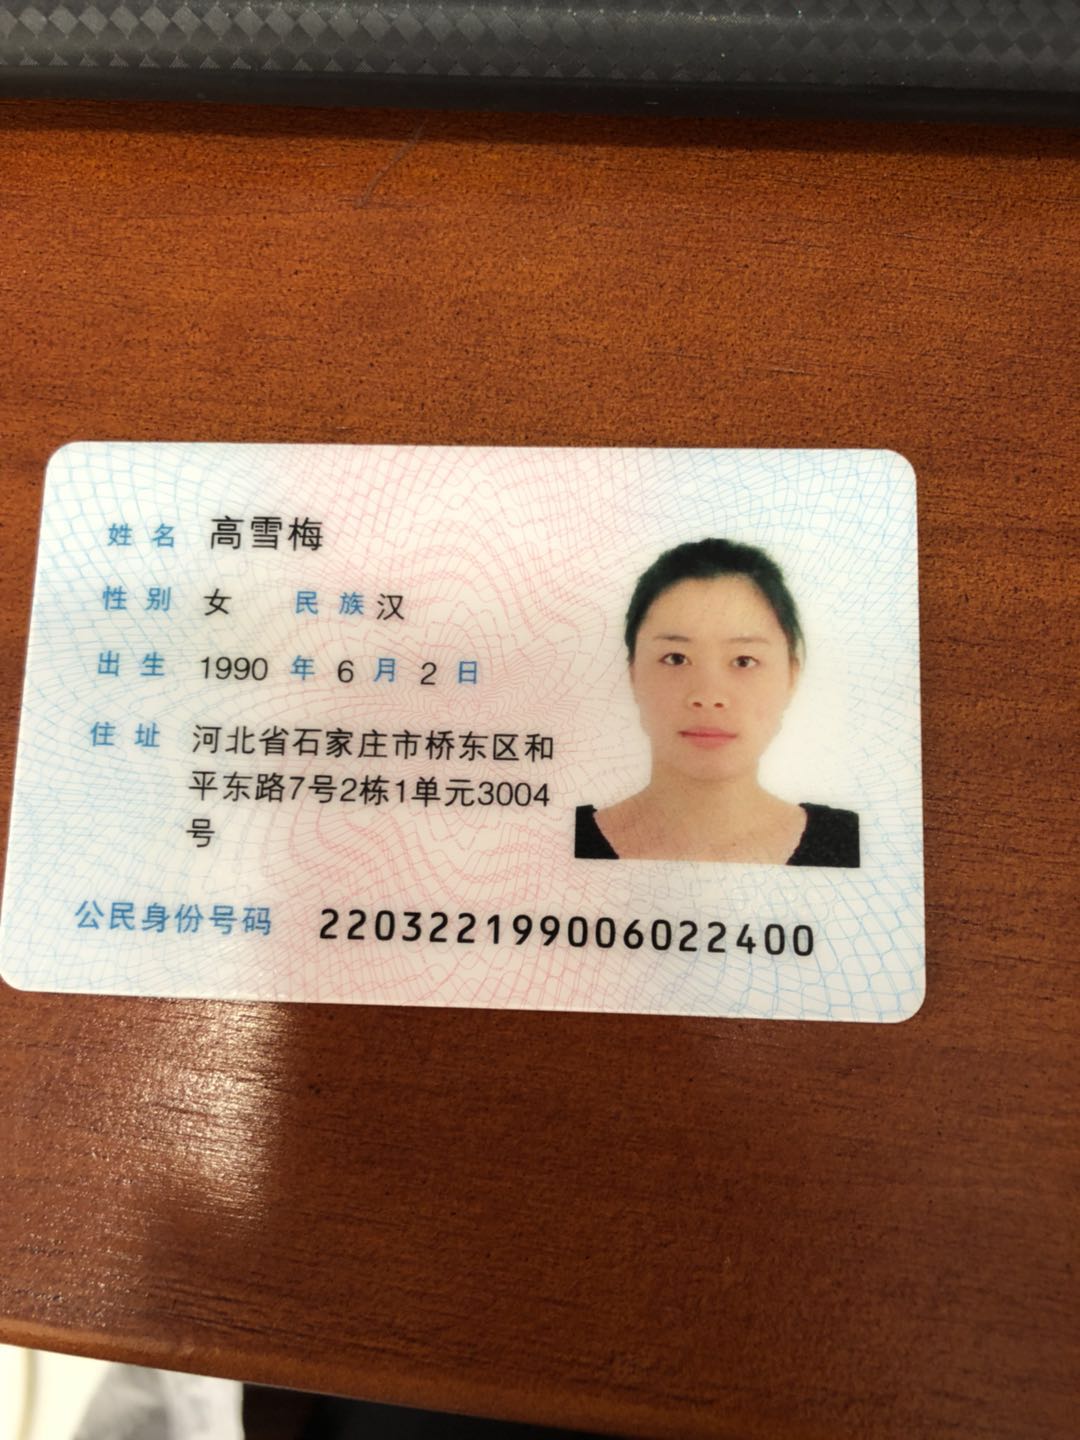 姓名 高雪梅
性别 女 民族 汉
出生 1990 年 6 月 2 日
住址 河北省石家庄市桥东区和
平东路7号2栋1单元3004
号
公民身份号码 220322199006022400